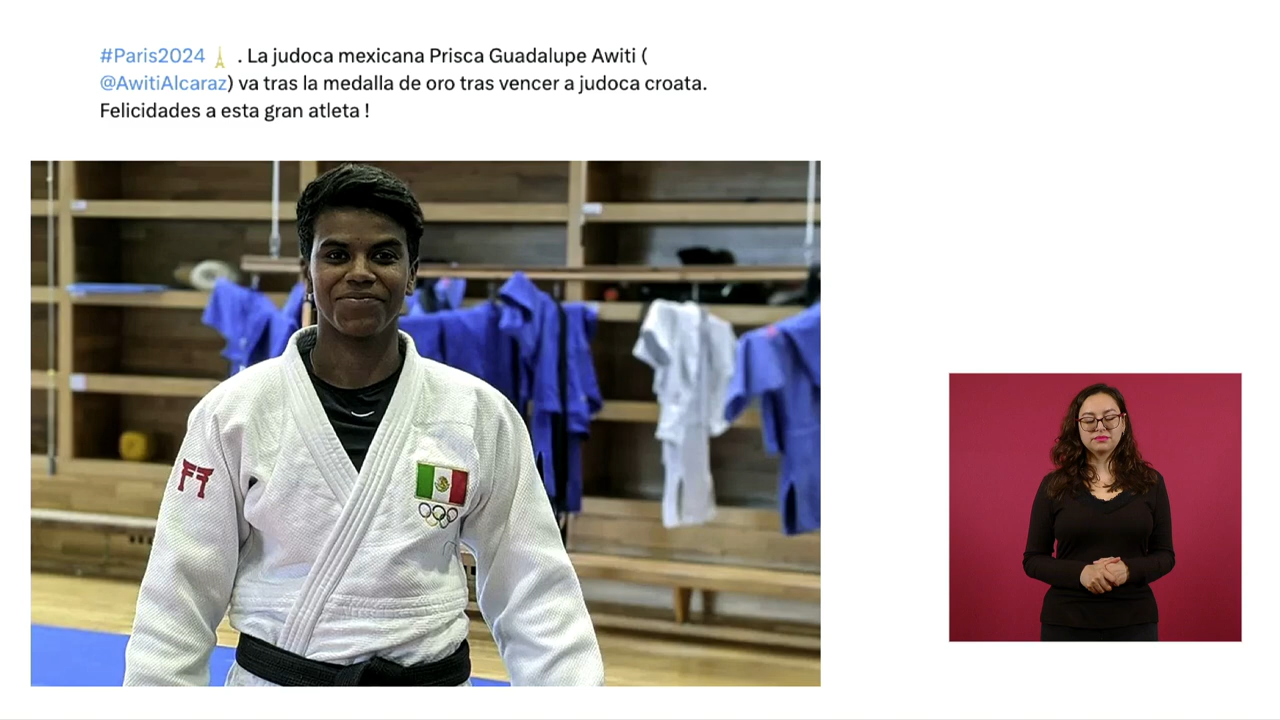 #Paris2024 🗼 . La judoca mexicana Prisca Guadalupe Awiti (
@AwitiAlcaraz) va tras la medalla de oro tras vencer a judoca croata.
Felicidades a esta gran atleta !